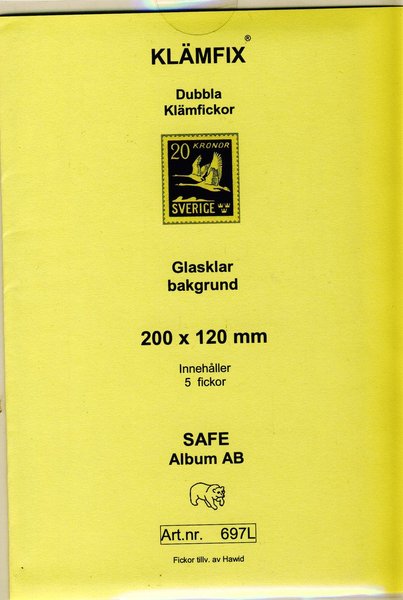 KLÄMFIX®
Dubbla
Klämfickor
20 KRONOR
SVERIGE
Glasklar
bakgrund
200 x 120 mm
Innehåller
5 fickor
SAFE
Album AB
Art.nr. 697L
Fickor tillv. av Hawid